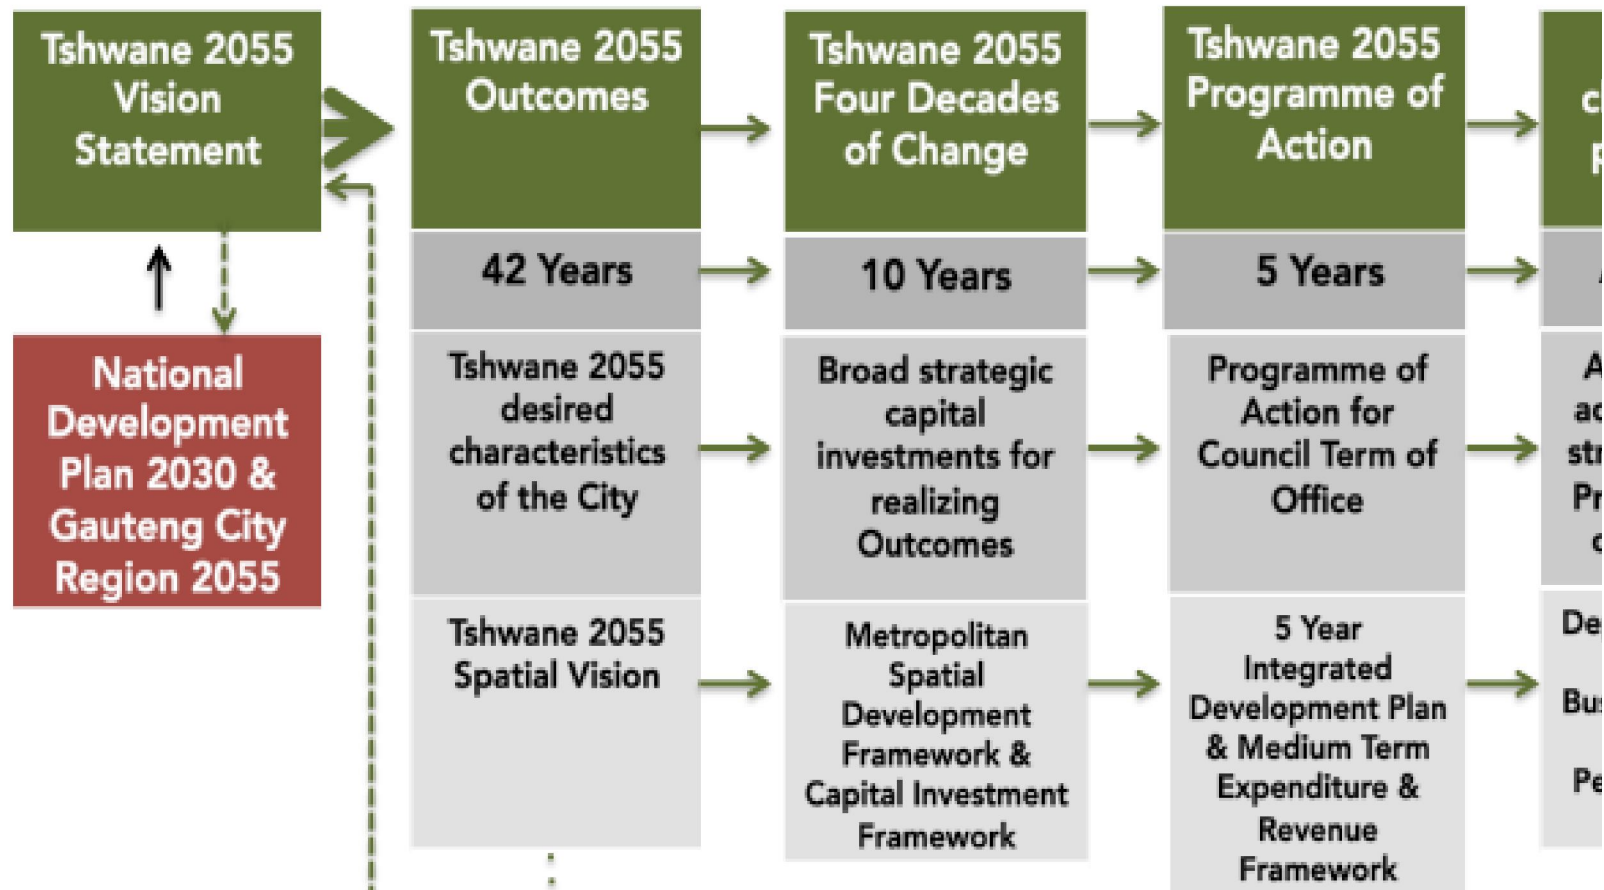 Tshwane 2055
Vision
Statement
National
Development
Plan 2030 &
Gauteng City
Region 2055
Tshwane 2055
Outcomes
42 Years
Tshwane 2055
desired
characteristics
of the City
Tshwane 2055
Spatial Vision
Tshwane 2055
Four Decades
of Change
10 Years
Broad strategic
capital
investments for
realizing
Outcomes
Metropolitan
Spatial
Development
Framework &
Capital Investment
Framework
Tshwane 2055
Programme of
Action
5 Years
Programme of
Action for
Council Term of
Office
5 Year
Integrated
Development Plan
& Medium Term
Expenditure &
Revenue
Framework